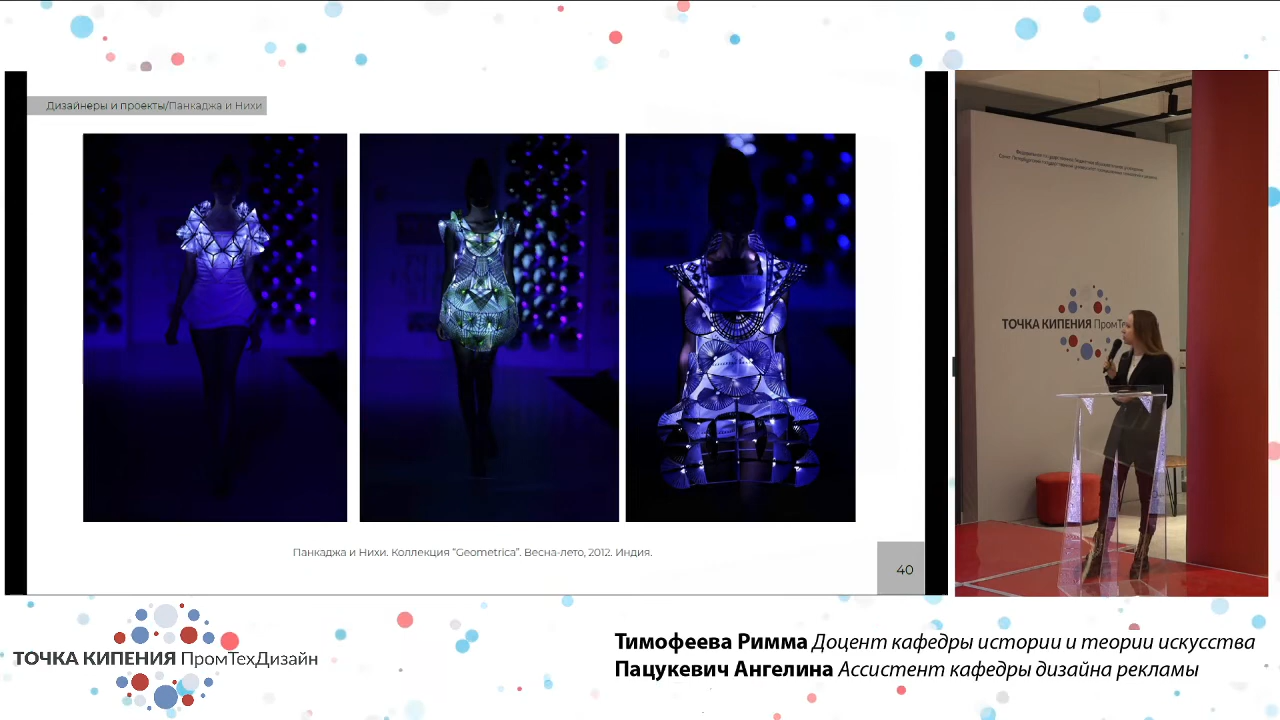 Дизайнеры и проекты/Панкаджа и Нихи
ТОЧКА КИПЕНИЯ ПромТе
Панкаджа и Нихи. Коллекция "Geometrica". Весна-лето, 2012. Индия.
40
ТОЧКА КИПЕНИЯ ПромТехДизайн
Тимофеева Римма Доцент кафедры истории и теории искусства
Пацукевич Ангелина Ассистент кафедры дизайна рекламы